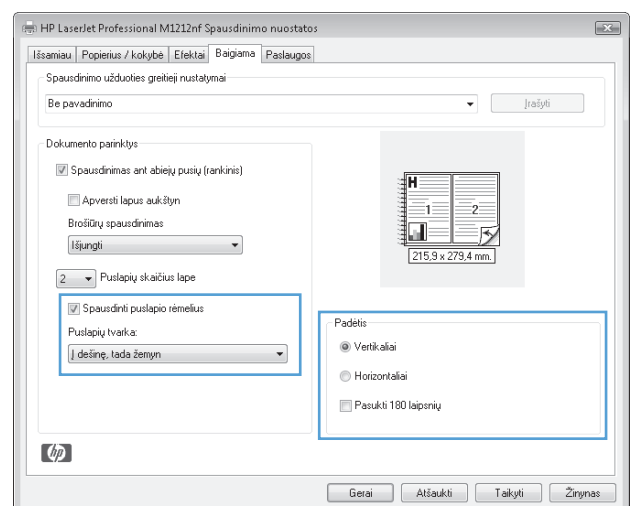 HP LaserJet Professional M1212nf Spausdinimo nuostatos
Išsamiau Popierius / kokybė Efektai Baigiama Paslaugos
Spausdinimo užduoties greitieji nustatymai
Be pavadinimo
Įrašyti
Dokumento parinktys
Spausdinimas ant abiejų pusių (rankinis)
Apversti lapus aukštyn
Brošiūrų spausdinimas
Išjungti
2 Puslapių skaičius lape
Spausdinti puslapio rėmelius
Puslapių tvarka:
Į dešinę, tada žemyn
H
1 2
215,9 x 279,4 mm.
Padėtis
Vertikaliai
Horizontaliai
Pasukti 180 laipsnių
hp
Gerai Atšaukti Taikyti Žinynas